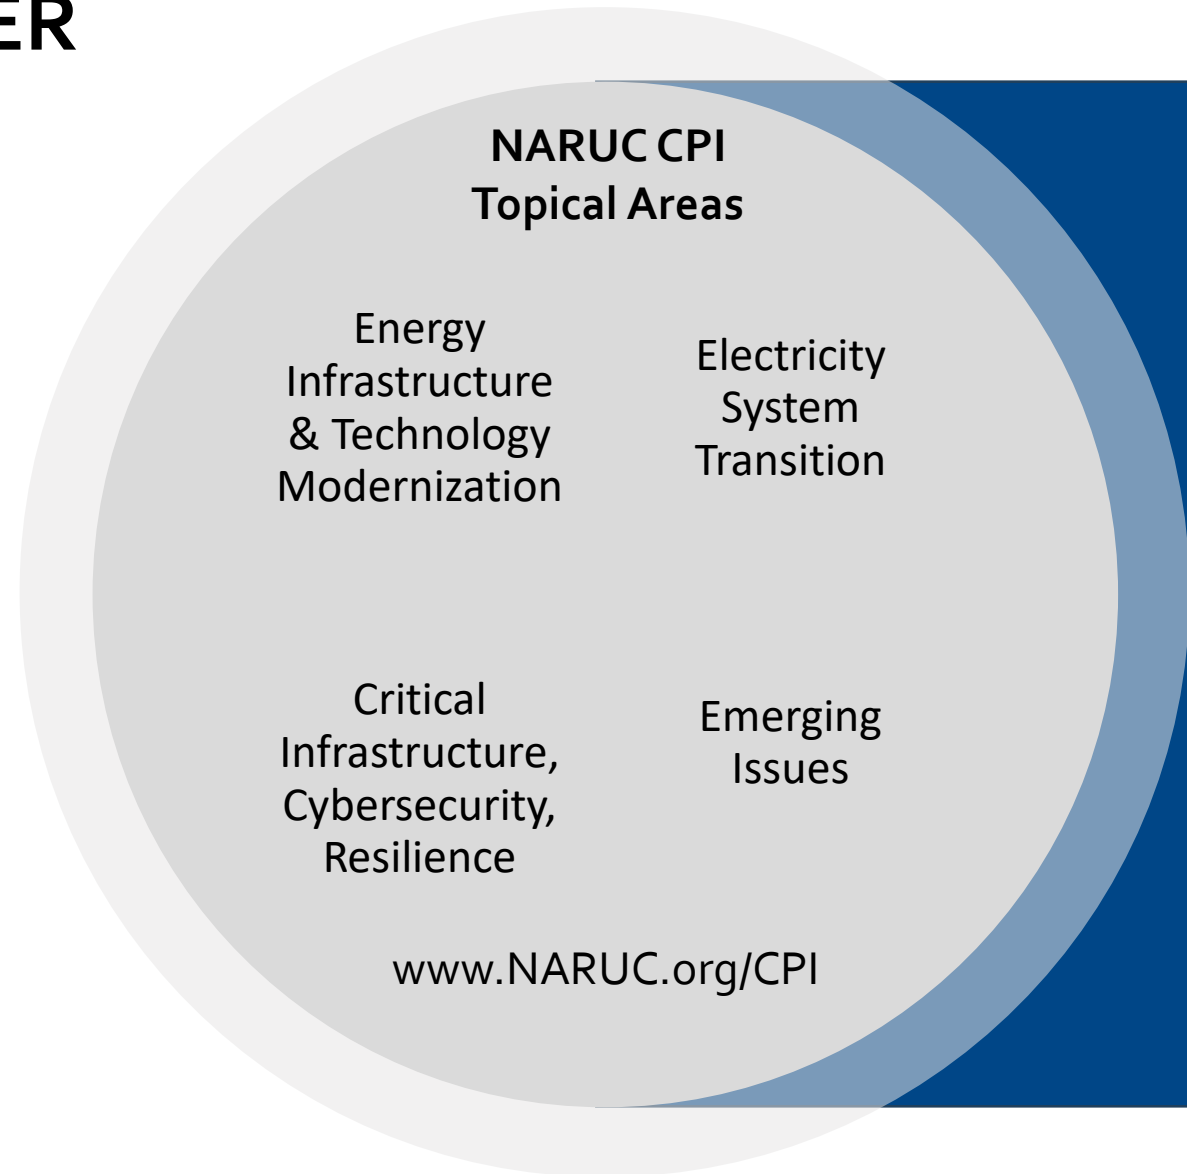 ER
NARUC CPI
Topical Areas
Energy
Infrastructure
& Technology
Modernization
Electricity
System
Transition
Critical
Infrastructure,
Cybersecurity,
Resilience
Emerging
Issues
www.NARUC.org/CPI